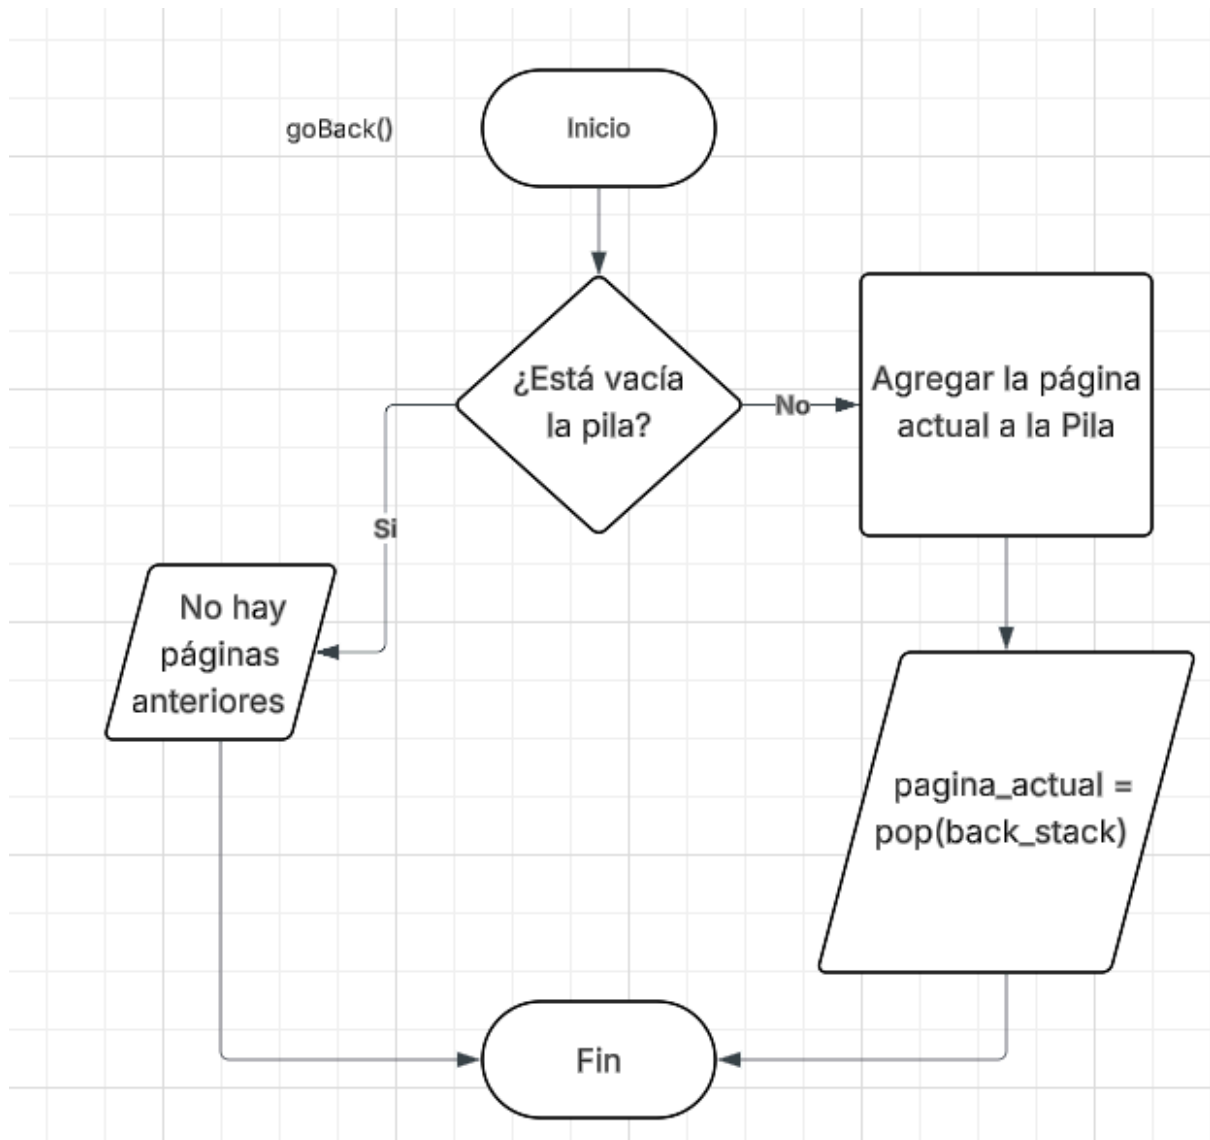 goBack()
Inicio
¿Está vacía
la pila?
No
Agregar la página
actual a la Pila
Si
No hay
páginas
anteriores
pagina_actual =
pop(back_stack)
Fin